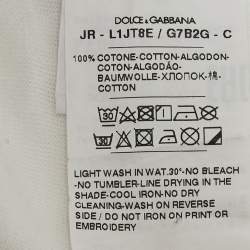 DOLCE & GABBANA
JR - L1JT8E / G7B2G - C
100% COTONE-COTTON-ALGODON-
COTON-ALGODÃO-
BAUMWOLLE-ХЛОПОК-棉-
COTTON
30
30
LIGHT WASH IN WAT.30°-NO BLEACH
-NO TUMBLER-LINE DRYING IN THE
SHADE-COOL IRON-NO DRY
CLEANING-WASH ON REVERSE
SIDE / DO NOT IRON ON PRINT or
EMBROIDERY